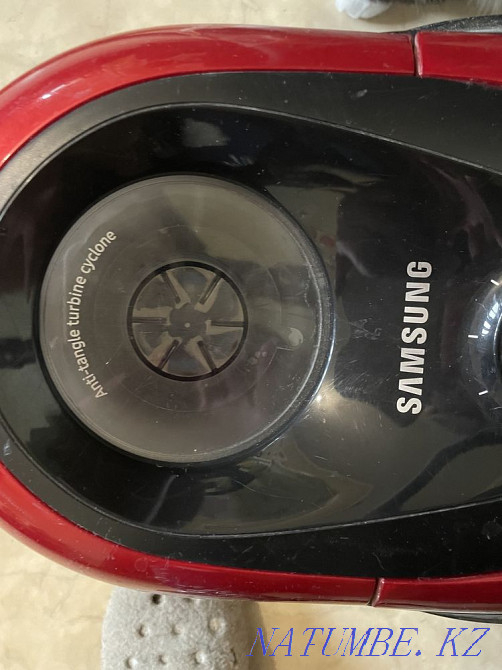 Anti-tangle turbine cyclone
SAMSUNG
NATUMBE. KZ